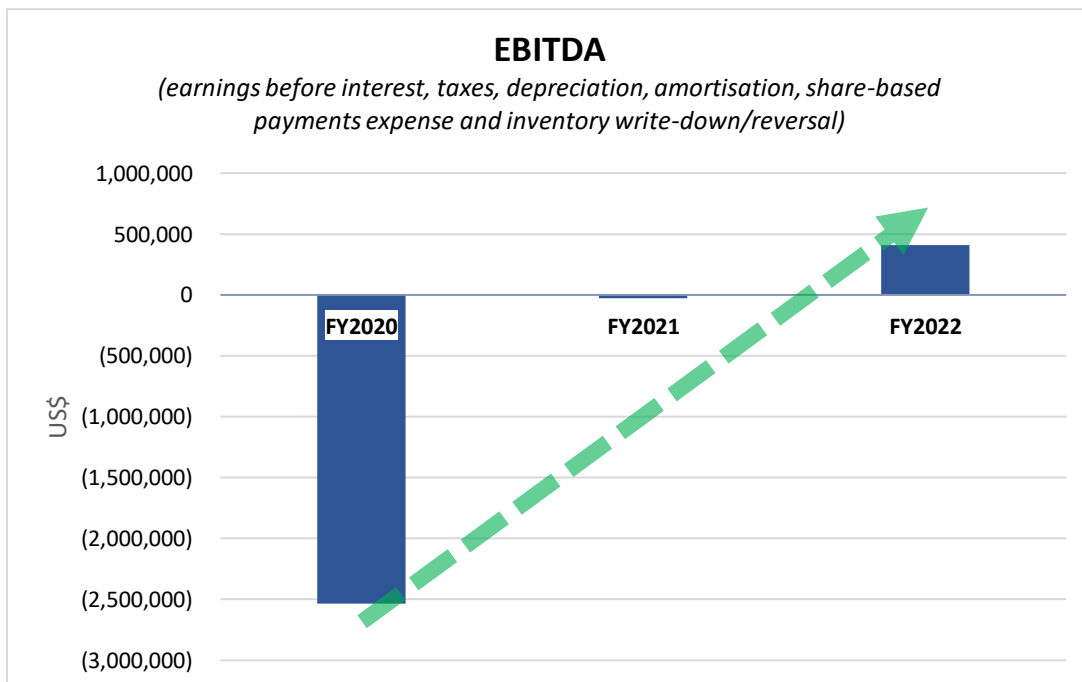 EBITDA
(earnings before interest, taxes, depreciation, amortisation, share-based
payments expense and inventory write-down/reversal)
1,000,000
500,000
0
FY2020
FY2021
FY2022
(500,000)
US$
(1,000,000)
(1,500,000)
(2,000,000)
(2,500,000)
(3,000,000)